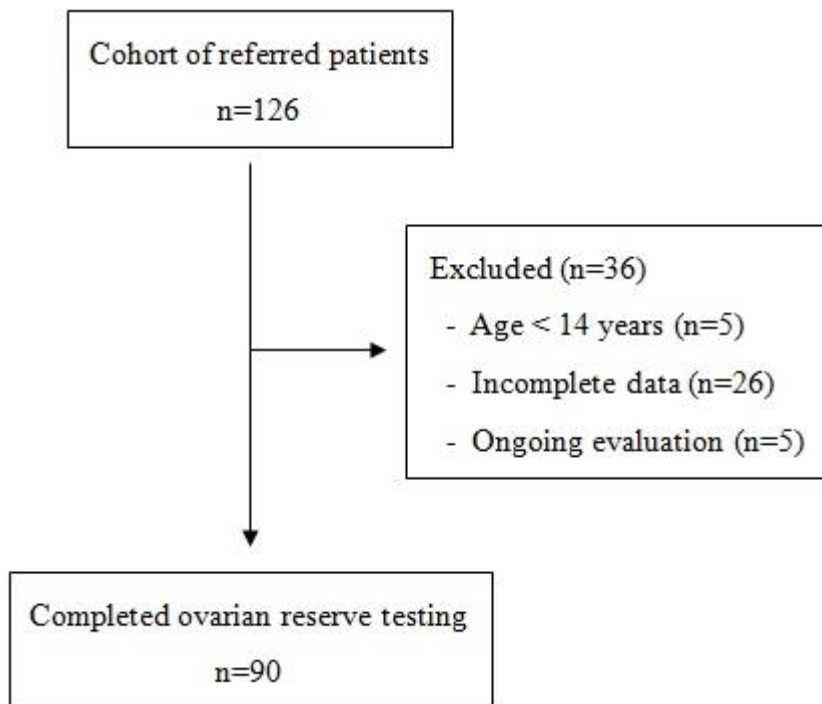 Cohort of referred patients
n=126
Excluded (n=36)
- Age < 14 years (n=5)
- Incomplete data (n=26)
- Ongoing evaluation (n=5)
Completed ovarian reserve testing
n=90